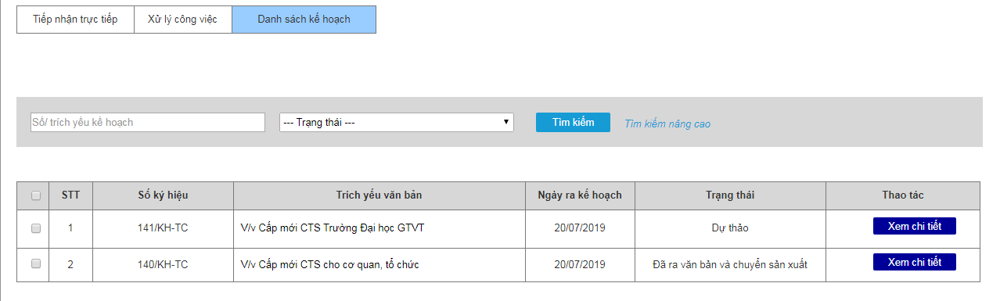 Tiếp nhận trực tiếp Xử lý công việc Danh sách kế hoạch
Số/ trích yếu kế hoạch --- Trạng thái --- Tìm kiếm Tìm kiếm nâng cao
STT Số ký hiệu Trích yếu văn bản Ngày ra kế hoạch Trạng thái Thao tác
1 141/KH-TC V/v Cấp mới CTS Trường Đại học GTVT 20/07/2019 Dự thảo Xem chi tiết
2 140/KH-TC V/v Cấp mới CTS cho cơ quan, tổ chức 20/07/2019 Đã ra văn bản và chuyển sản xuất Xem chi tiết